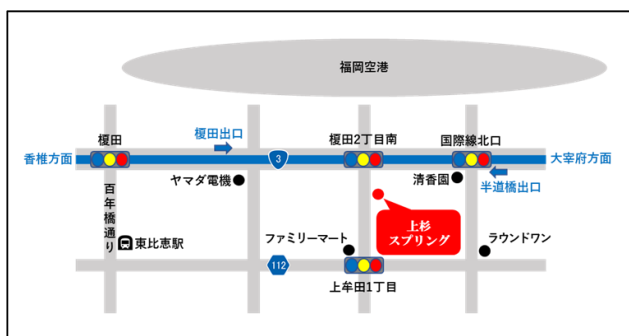 福岡空港
榎田
榎田出口
榎田2丁目南
国際線北口
香椎方面
3
大宰府方面
ヤマダ電機
清香園
半道橋出口
百年橋通り
上杉
スプリング
東比恵駅
ファミリーマート
ラウンドワン
112
上牟田1丁目